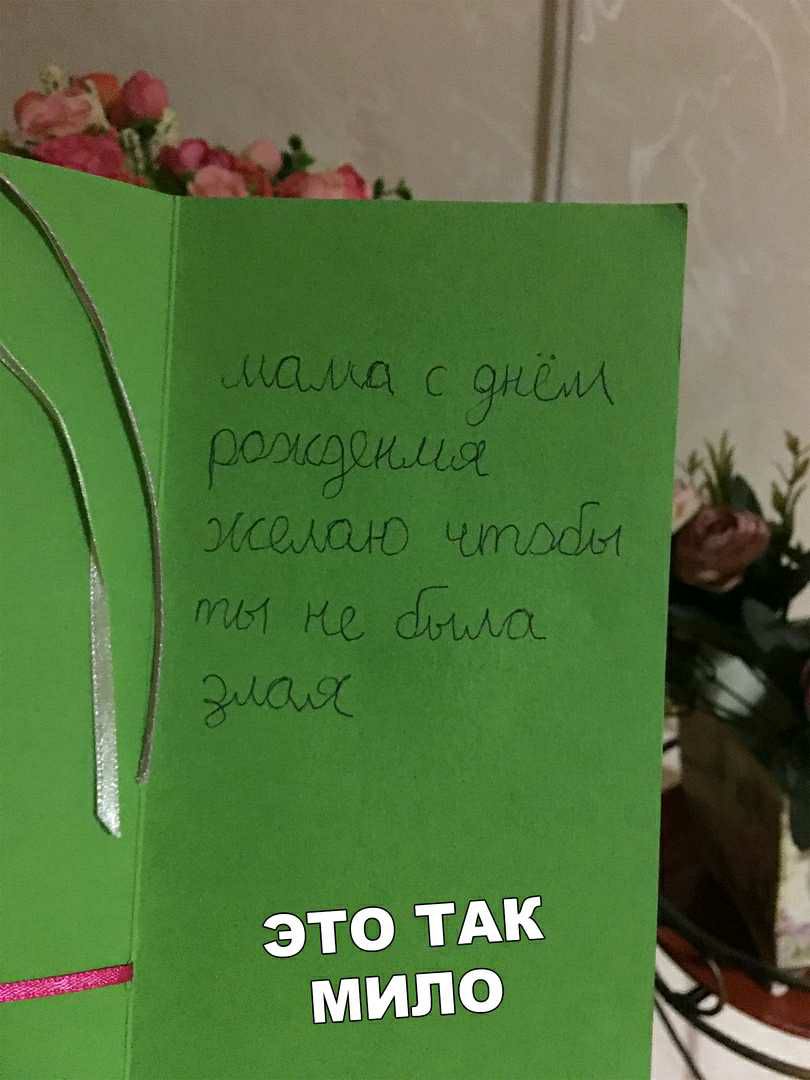 мама с днём
рождения
желаю чтобы
ты не была
злая
ЭТО ТАК
МИЛО